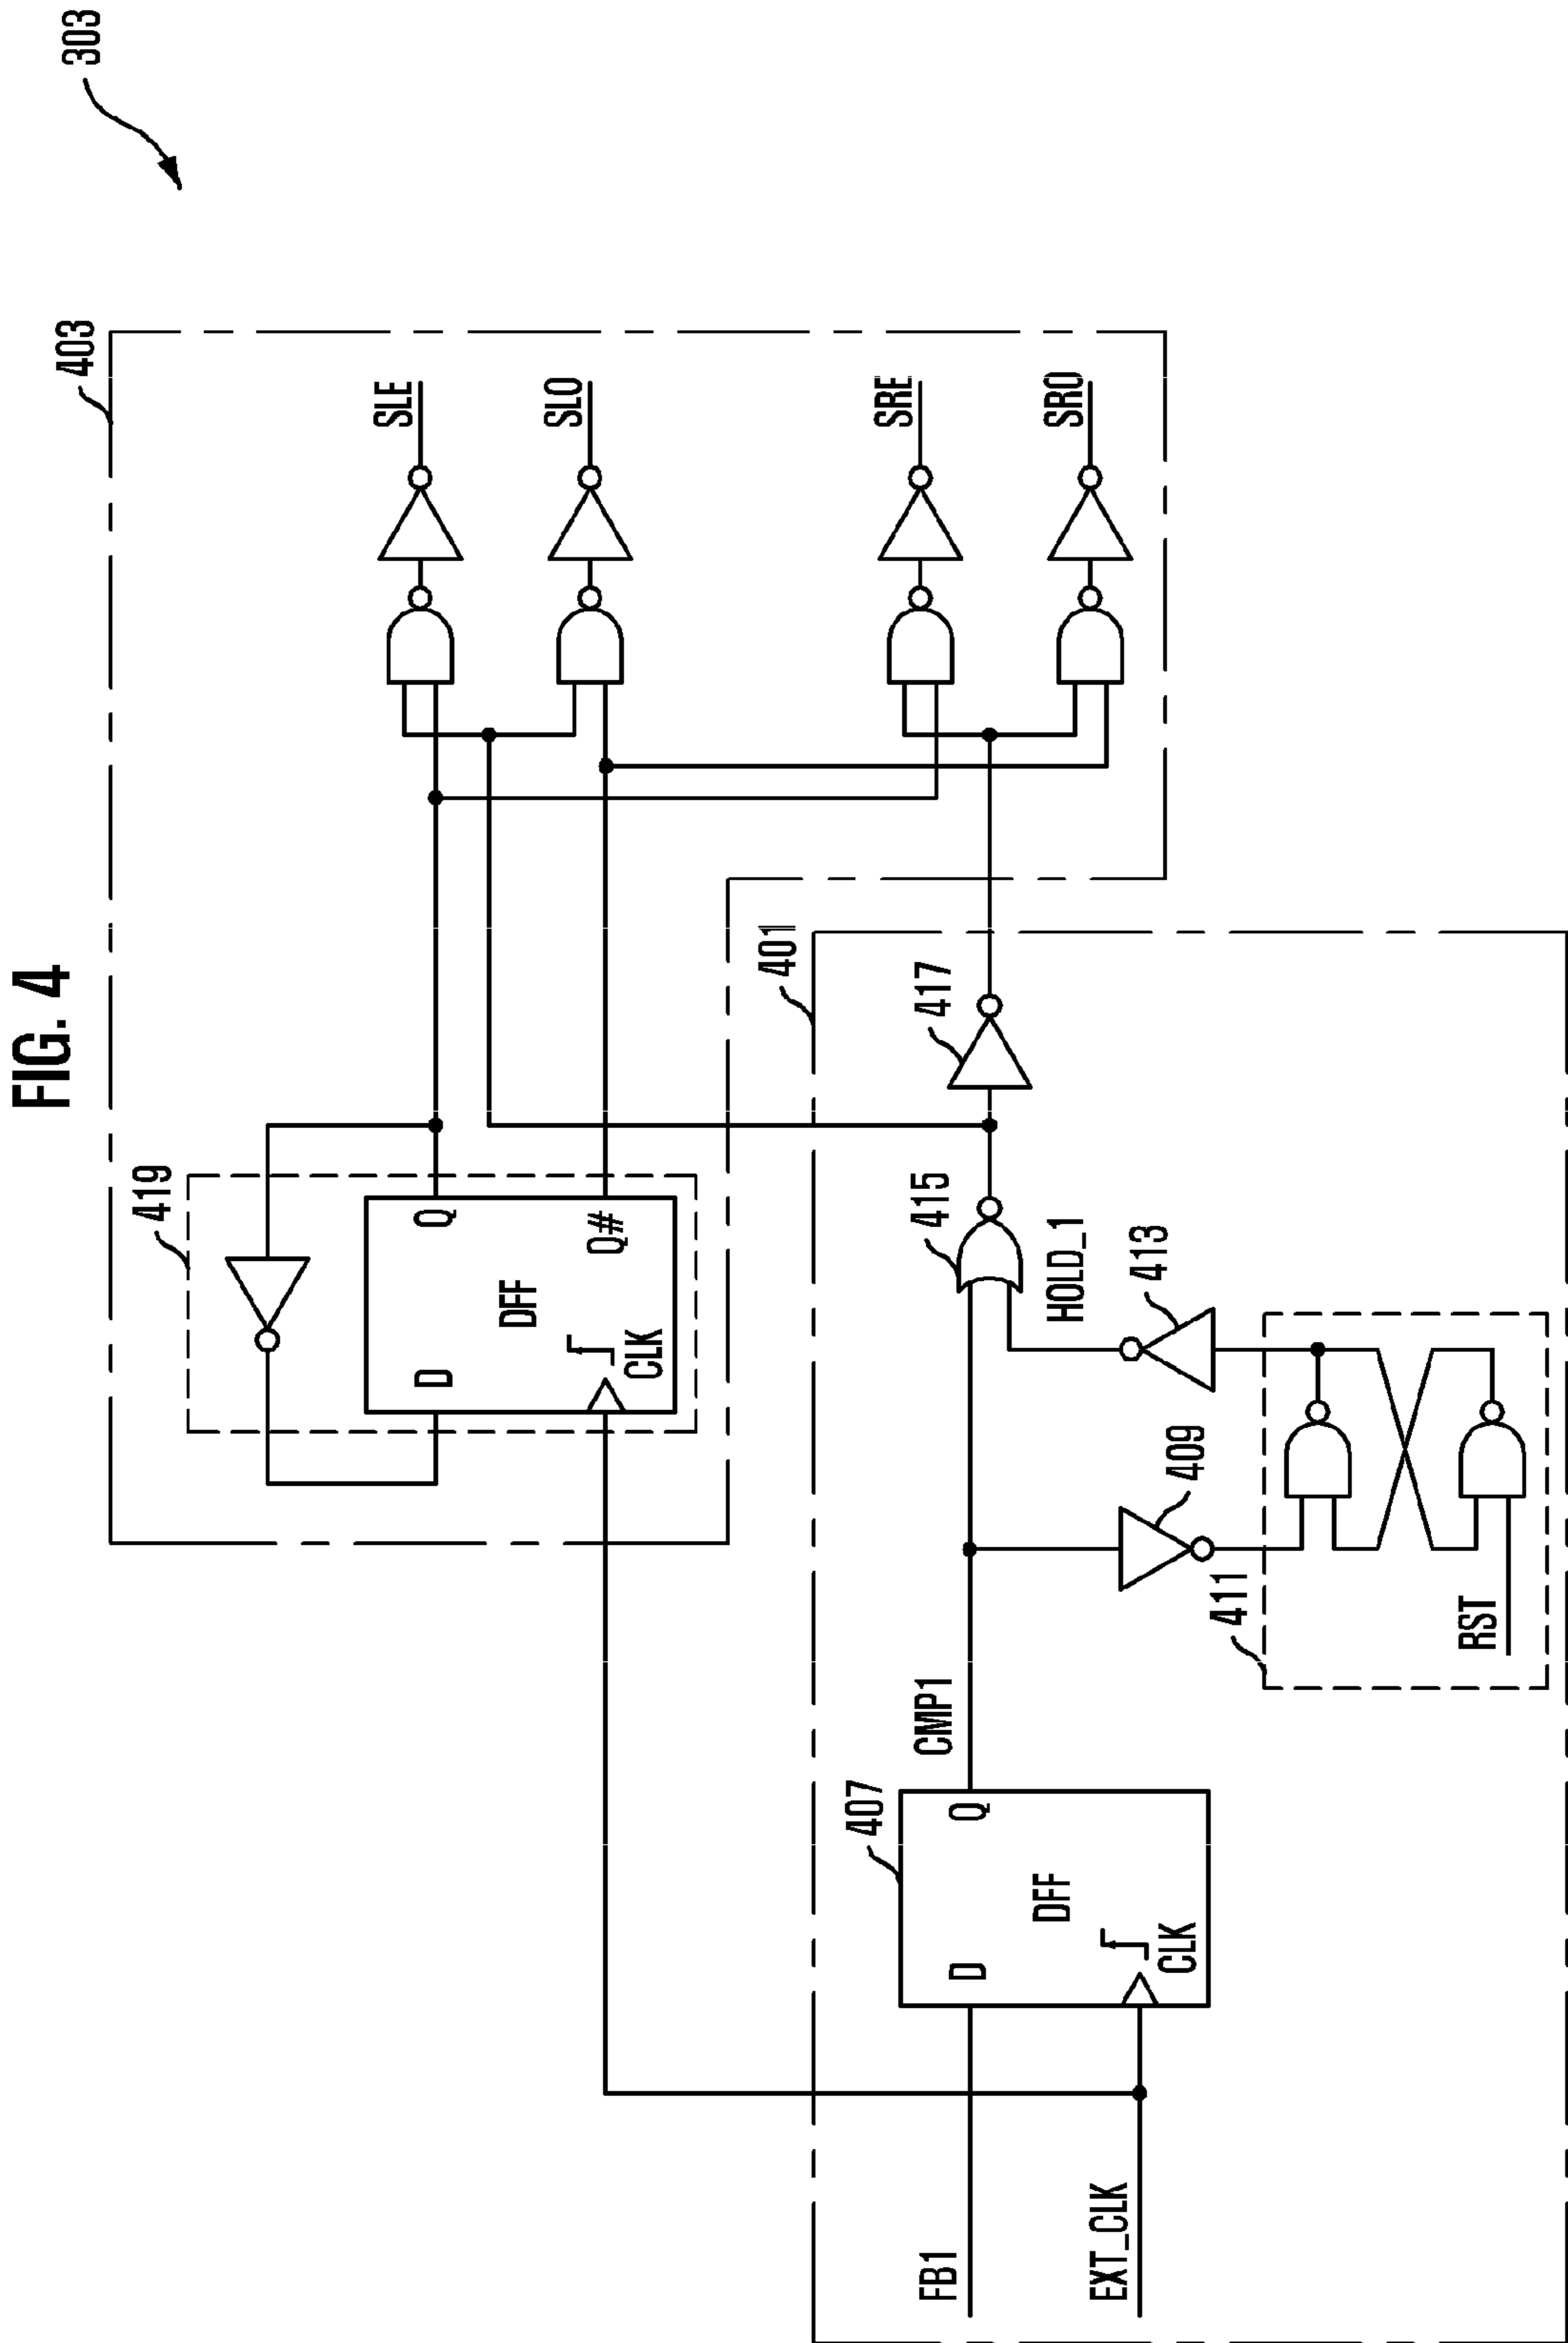 FIG. 4
303
403
419
D
Q
DFF
CLK
Q#
SLE
SLO
SRE
SRO
401
407
FB1
EXT_CLK
D
Q
DFF
CLK
CMP1
409
411
RST
413
HOLD_1
415
417